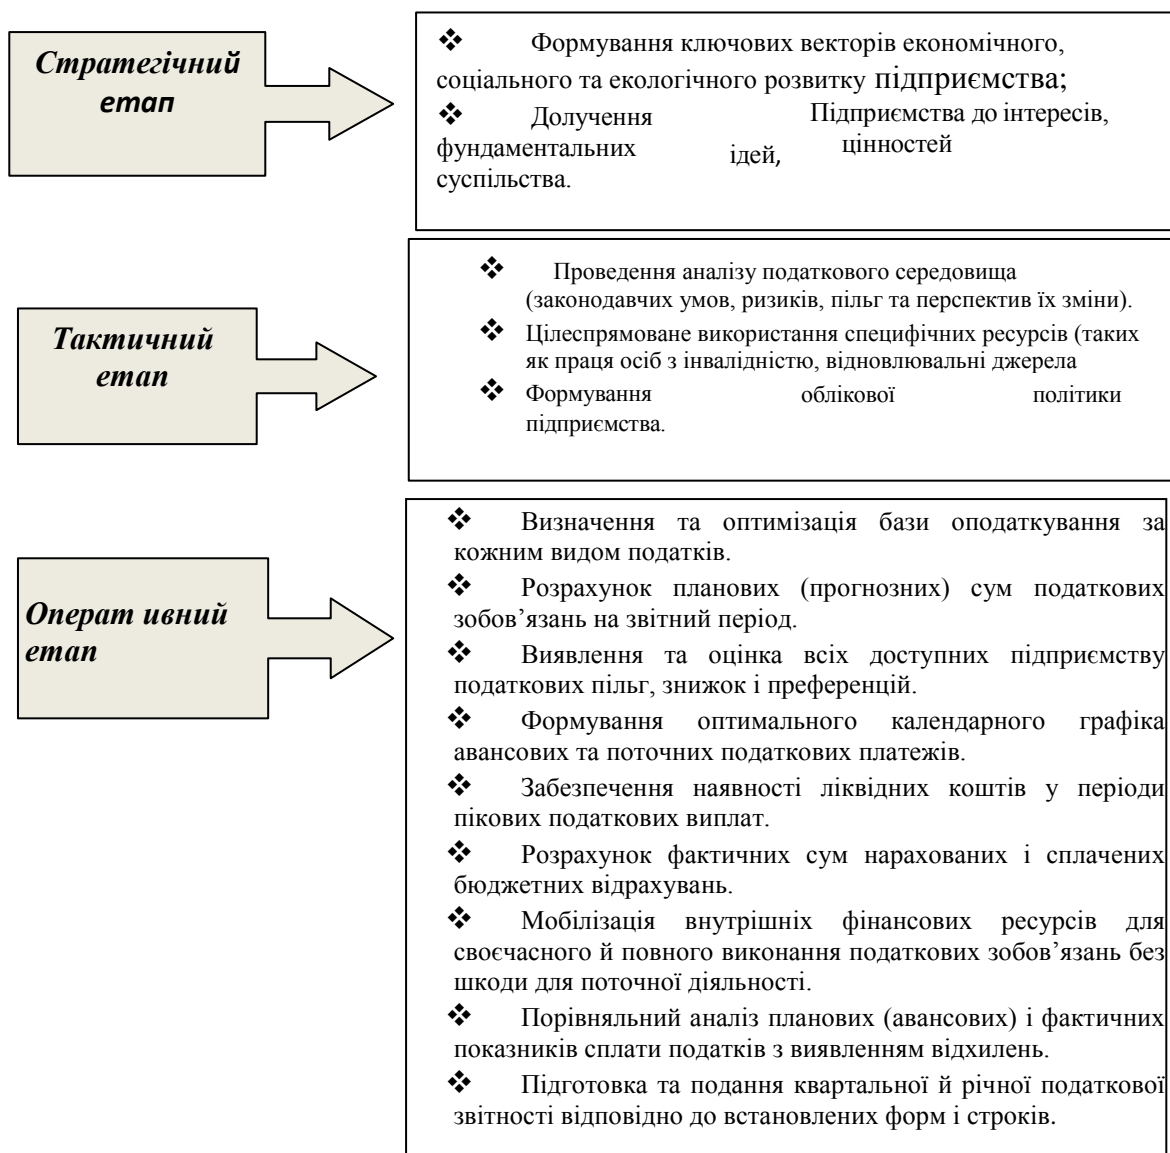 Стратегічний
етап
❖ Формування ключових векторів економічного,
соціального та екологічного розвитку підприємства;
❖ Долучення Підприємства до інтересів,
фундаментальних ідей, цінностей
суспільства.
Тактичний
етап
❖ Проведення аналізу податкового середовища
(законодавчих умов, ризиків, пільг та перспектив їх зміни).
❖ Цілеспрямоване використання специфічних ресурсів (таких
як праця осіб з інвалідністю, відновлювальні джерела
❖ Формування облікової політики
підприємства.
Операт ивний
етап
❖ Визначення та оптимізація бази оподаткування за
кожним видом податків.
❖ Розрахунок планових (прогнозних) сум податкових
зобов’язань на звітний період.
❖ Виявлення та оцінка всіх доступних підприємству
податкових пільг, знижок і преференцій.
❖ Формування оптимального календарного графіка
авансових та поточних податкових платежів.
❖ Забезпечення наявності ліквідних коштів у періоди
пікових податкових виплат.
❖ Розрахунок фактичних сум нарахованих і сплачених
бюджетних відрахувань.
❖ Мобілізація внутрішніх фінансових ресурсів для
своєчасного й повного виконання податкових зобов’язань без
шкоди для поточної діяльності.
❖ Порівняльний аналіз планових (авансових) і фактичних
показників сплати податків з виявленням відхилень.
❖ Підготовка та подання квартальної й річної податкової
звітності відповідно до встановлених форм і строків.